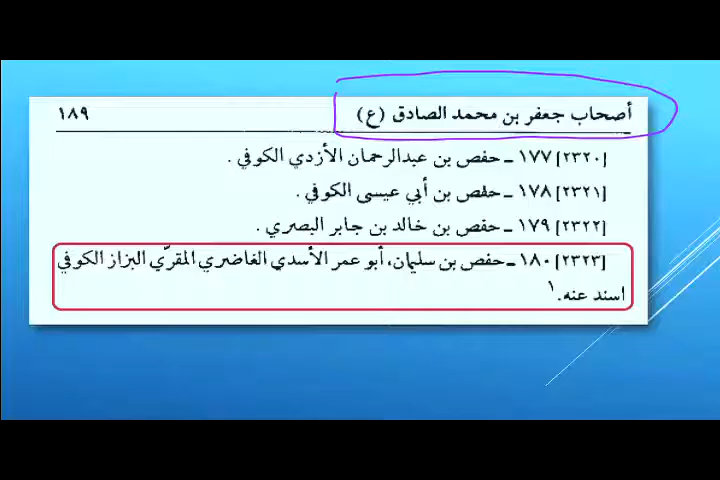 أصحاب جعفر بن محمد الصادق (ع) ١٨٩
[٢٣٢٠] ١٧٧ ـ حفص بن عبدالرحمان الأزدي الكوفي .
[٢٣٢١] ١٧٨ ـ حفص بن أبي عيسى الكوفي .
[٢٣٢٢] ١٧٩ ـ حفص بن خالد بن جابر البصري .
[٢٣٢٣] ١٨٠ ـ حفص بن سليمان، أبو عمر الأسدي الغاضري المقرّي البزاز الكوفي
اسند عنه.١